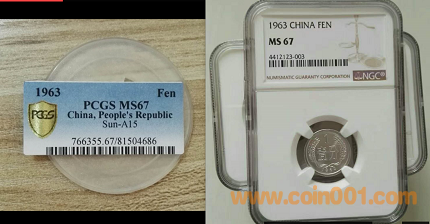 1963 Fen
PCGS MS67
China, People's Republic
Sun-A15
766355.67/81504686
PCGS
1963 CHINA FEN
MS 67
4412123-003
NUMISMATIC GUARANTY CORPORATION
NGC
www.coin001.com